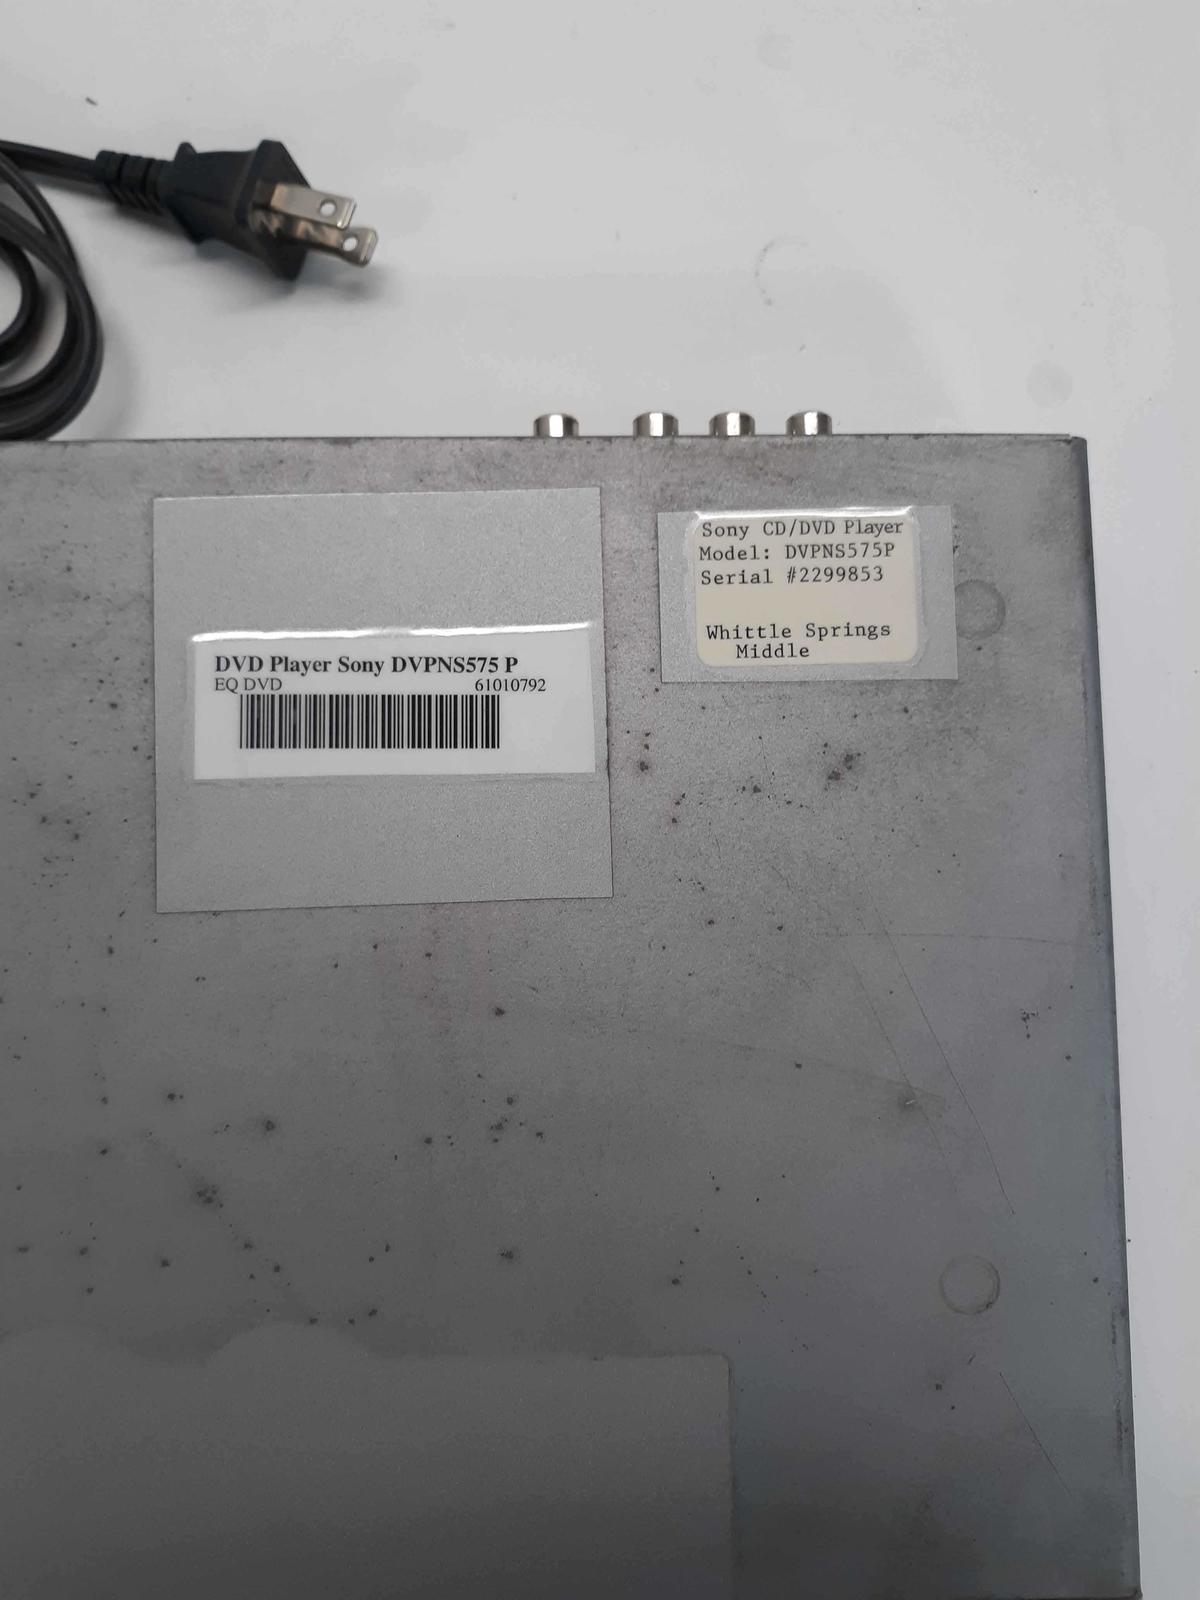 Sony CD/DVD Player
Model: DVPNS575P
Serial #2299853
Whittle Springs
Middle
DVD Player Sony DVPNS575 P
EQ DVD 61010792